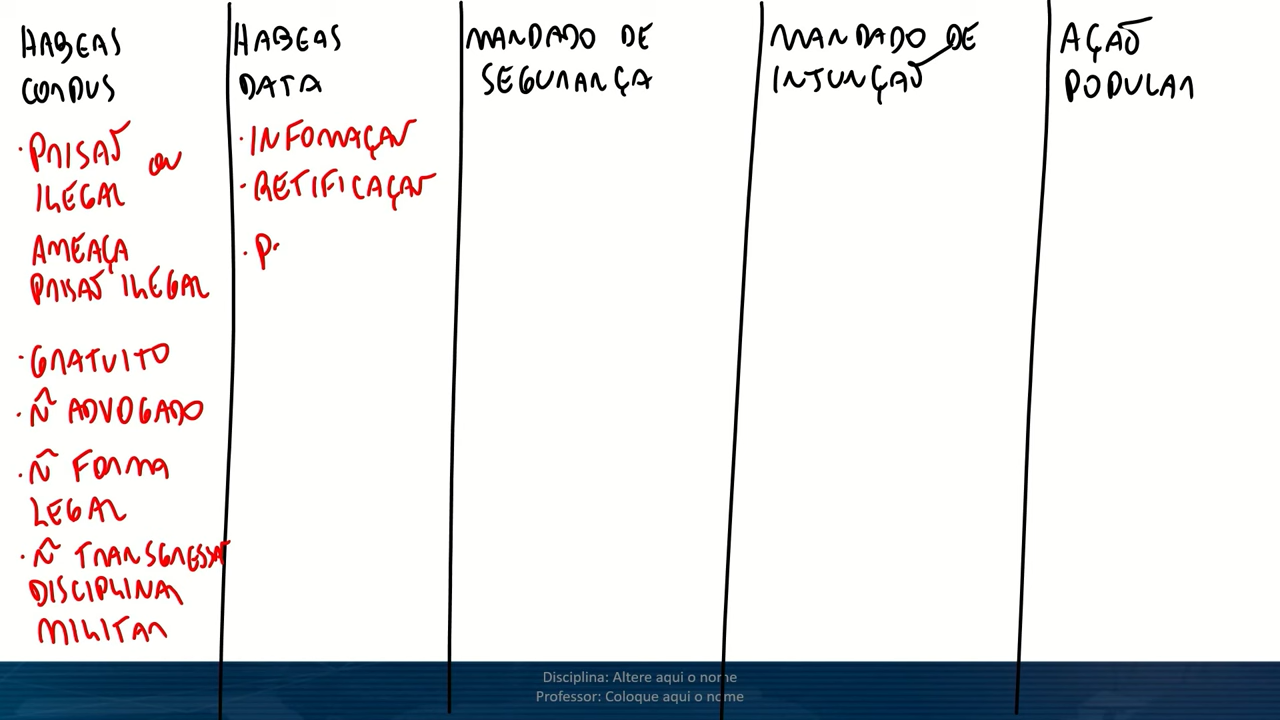 HABEAS
CORPUS
· PRISÃO ou
ILEGAL
AMEAÇA
PRISÃO ILEGAL
· GRATUITO
· Ñ ADVOGADO
· Ñ FORMA
LEGAL
· Ñ TRANSGRESSÃO
DISCIPLINAR
MILITAR
HABEAS
DATA
· INFOMAÇÃO
· RETIFICAÇÃO
· P
MANDADO DE
SEGURANÇA
MANDADO DE
INJUNÇÃO
AÇÃO
POPULAR
Disciplina: Altere aqui o nome
Professor: Coloque aqui o nome